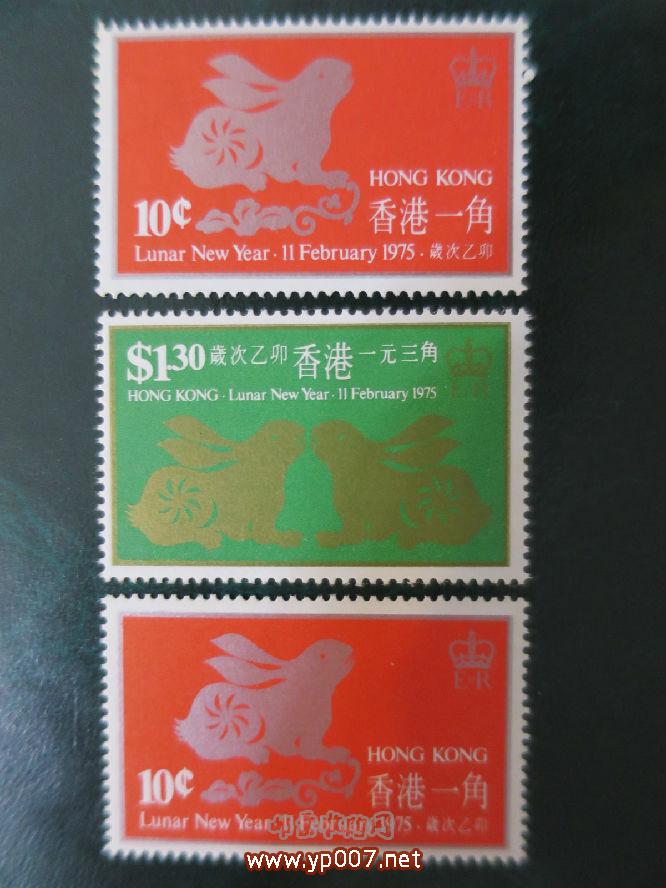 E II R
HONG KONG
10¢
香港一角
Lunar New Year · 11 February 1975 · 歲次乙卯
$1.30 歲次乙卯 香港 一元三角
E II R
HONG KONG · Lunar New Year · 11 February 1975
E II R
HONG KONG
10¢
香港一角
Lunar New Year · 11 February 1975 · 歲次乙卯
www.yp007.net